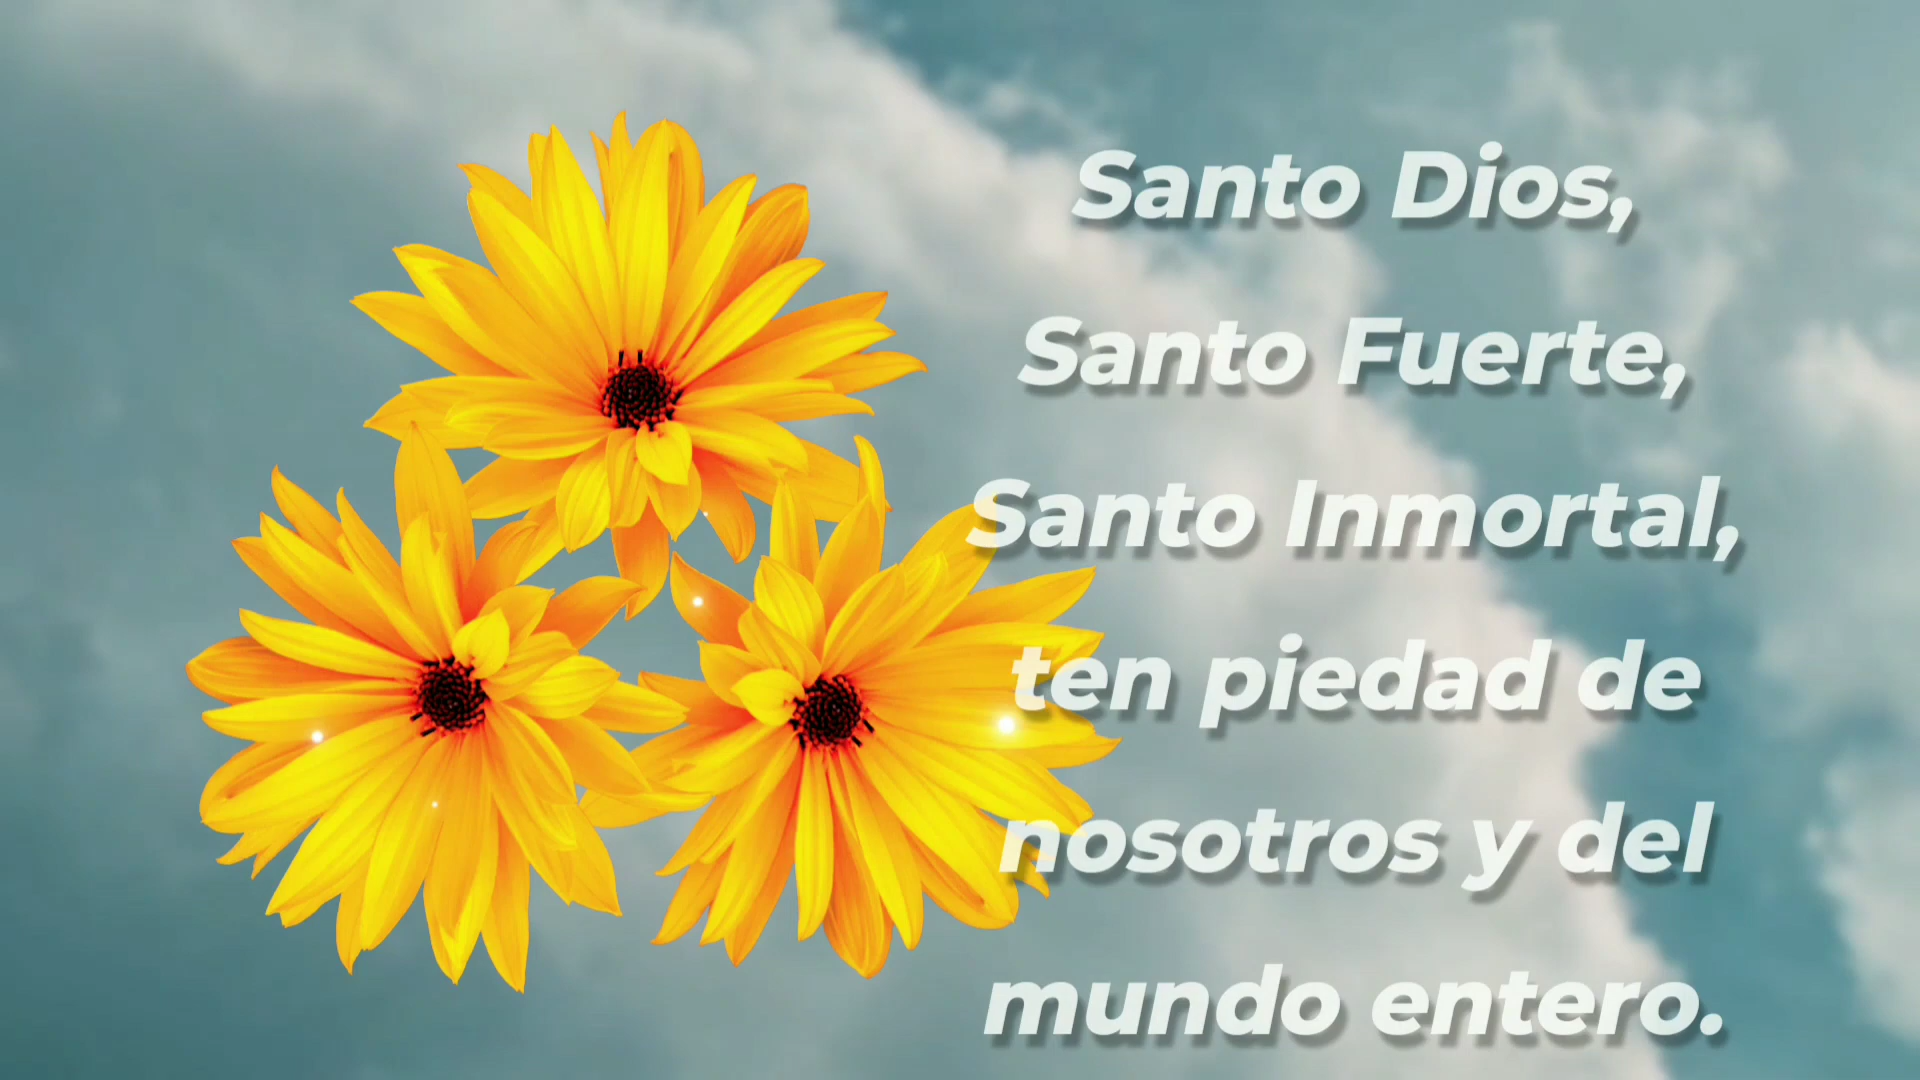 Santo Dios,
Santo Fuerte,
Santo Inmortal,
ten piedad de
nosotros y del
mundo entero.